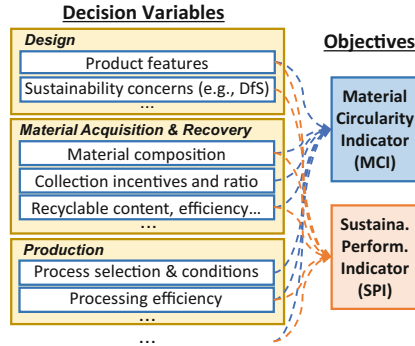 Decision Variables
Design
Product features
Sustainability concerns (e.g., DfS)
...
Material Acquisition & Recovery
Material composition
Collection incentives and ratio
Recyclable content, efficiency...
...
Production
Process selection & conditions
Processing efficiency
...
...
Objectives
Material
Circularity
Indicator
(MCI)
Sustaina.
Perform.
Indicator
(SPI)